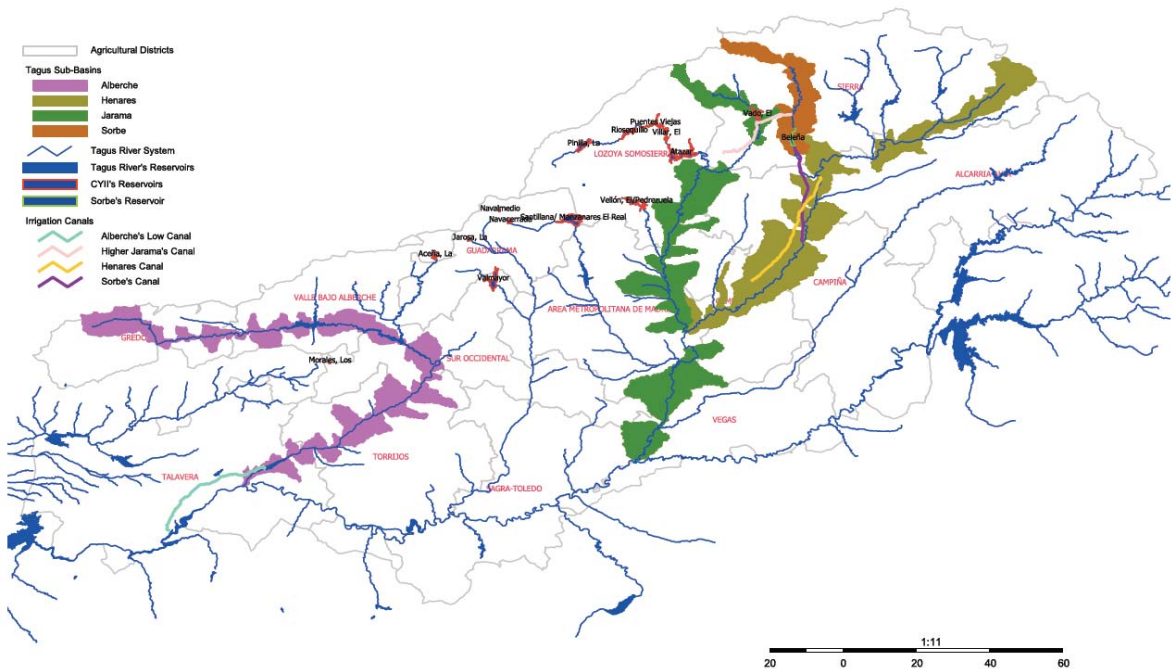 Agricultural Districts
Tagus Sub-Basins
Alberche
Henares
Jarama
Sorbe
Tagus River System
Tagus River's Reservoirs
CYII's Reservoirs
Sorbe's Reservoir
Irrigation Canals
Alberche's Low Canal
Higher Jarama's Canal
Henares Canal
Sorbe's Canal
SIERRA
Vado, El
Puentes Viejas
Riosequillo
Villar, El
Beleña
Pinilla, La
Atazar
LOZOYA SOMOSIERRA
ALCARRIA
Vellón, El/Pedrezuela
Navalmedio
Navacerrada
Santillana/ Manzanares El Real
Jarosa, La
GUADARRAMA
Aceña, La
Valmayor
CAMPIÑA
VALLE BAJO ALBERCHE
AREA METROPOLITANA DE
GREDOS
SUR OCCIDENTAL
Morales, Los
VEGAS
TORRIJOS
TALAVERA
SAGRA-TOLEDO
1:11
20 0 20 40 60